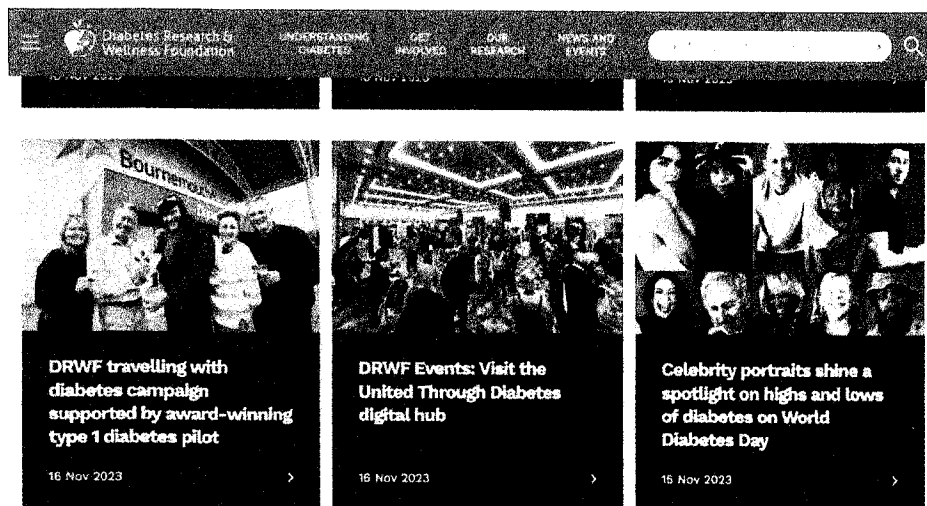 Diabetes Research &
Wellness Foundation
UNDERSTANDING
DIABETES
GET
INVOLVED
OUR
RESEARCH
NEWS AND
EVENTS
Bournemouth
DRWF travelling with
diabetes campaign
supported by award-winning
type 1 diabetes pilot
16 Nov 2023
DRWF Events: Visit the
United Through Diabetes
digital hub
16 Nov 2023
Celebrity portraits shine a
spotlight on highs and lows
of diabetes on World
Diabetes Day
15 Nov 2023